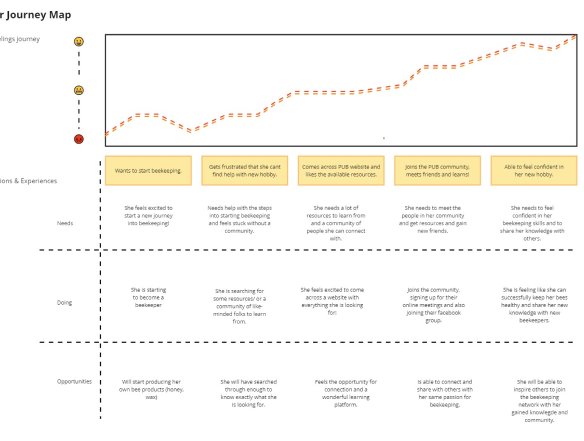 r Journey Map
elings journey
Wants to start beekeeping.
Gets frustrated that she cant
find help with new hobby.
Comes across PUB website and
likes the available resources.
Joins the PUB community,
meets friends and learns!
Able to feel confident in
her new hobby.
ons & Experiences
Needs
She feels excited to
start a new journey
into beekeeping!
Needs help with the steps
into starting beekeeping
and feels stuck without a
community.
She needs a lot of
resources to learn from
and a community of
people she can connect
with.
She needs to meet the
people in her community
and get resources and gain
new friends.
She needs to feel
confident in her
beekeeping skills and to
share her knowledge with
others.
Doing
She is starting
to become a
beekeeper
She is searching for
some resources/ or a
community of like-
minded folks to learn
from.
She feels excited to come
across a website with
everything she is looking
for!
Joins the community,
signing up for their
online meetings and also
joining their facebook
group.
She is feeling like she can
successfully keep her bees
healthy and share her new
knowledge with new
beekeepers.
Opportunities
Will start producing her
own bee products (honey,
wax)
She will have searched
through enough to
know exactly what she
is looking for.
Feels the opportunity for
connection and a
wonderful learning
platform.
Is able to connect and
share with others with
her same passion for
beekeeping.
She will be able to
inspire others to join
the beekeeping
network with her
gained knowlegde and
community.